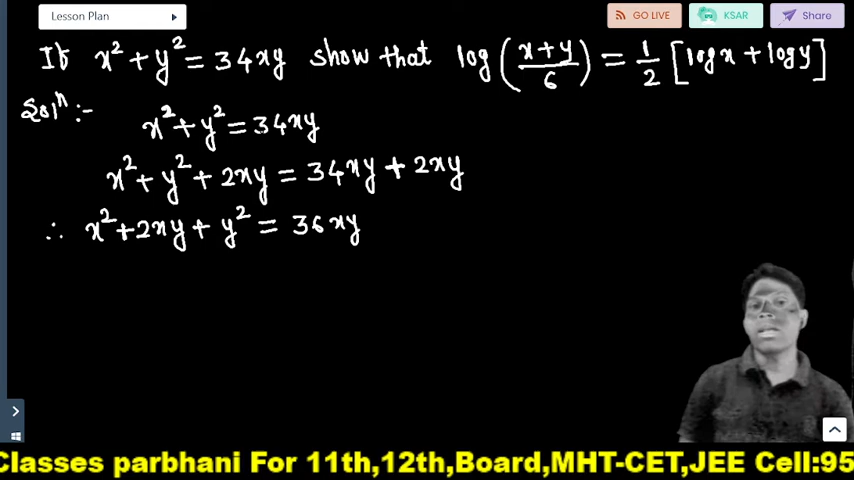 Lesson Plan
GO LIVE
KSAR
Share
If x² + y² = 34xy show that log(x+y/6) = 1/2 [logx + logy]
Solⁿ :-
x² + y² = 34xy
x² + y² + 2xy = 34xy + 2xy
∴ x² + 2xy + y² = 36xy
Classes parbhani For 11th,12th,Board,MHT-CET,JEE Cell:95